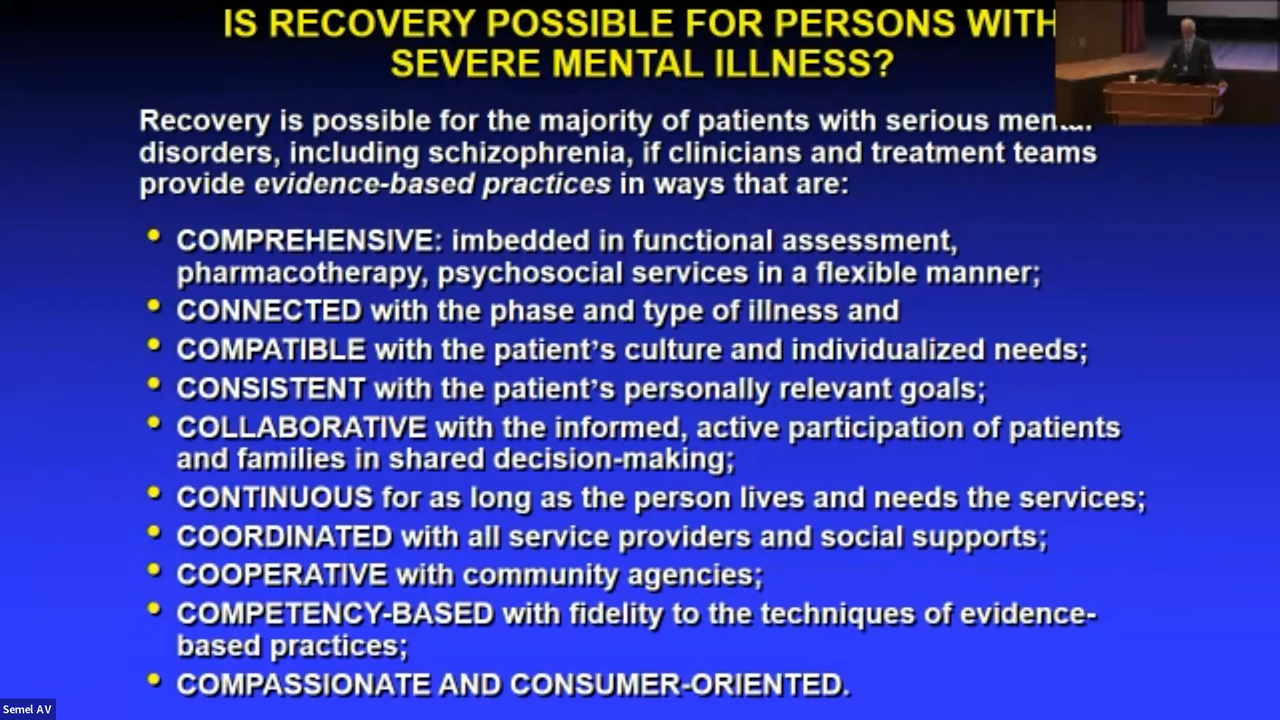 IS RECOVERY POSSIBLE FOR PERSONS WITH
SEVERE MENTAL ILLNESS?
Recovery is possible for the majority of patients with serious mental
disorders, including schizophrenia, if clinicians and treatment teams
provide evidence-based practices in ways that are:
• COMPREHENSIVE: imbedded in functional assessment,
pharmacotherapy, psychosocial services in a flexible manner;
• CONNECTED with the phase and type of illness and
• COMPATIBLE with the patient's culture and individualized needs;
• CONSISTENT with the patient's personally relevant goals;
• COLLABORATIVE with the informed, active participation of patients
and families in shared decision-making;
• CONTINUOUS for as long as the person lives and needs the services;
• COORDINATED with all service providers and social supports;
• COOPERATIVE with community agencies;
• COMPETENCY-BASED with fidelity to the techniques of evidence-
based practices;
• COMPASSIONATE AND CONSUMER-ORIENTED.
Semel AV